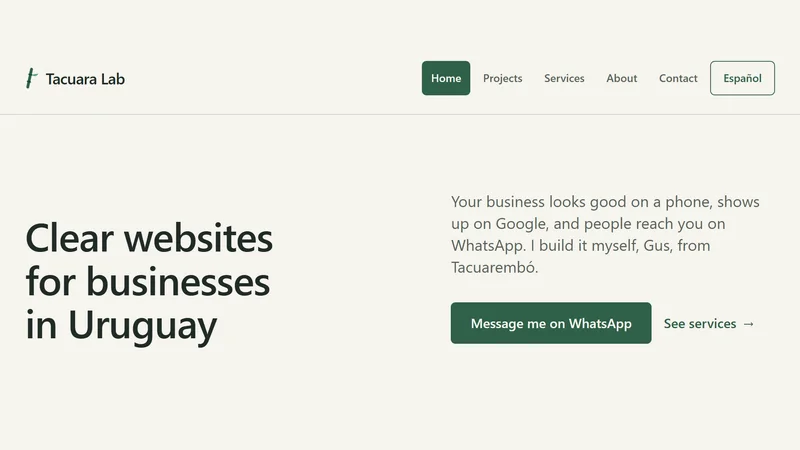 Tacuara Lab
Home
Projects
Services
About
Contact
Español
Clear websites
for businesses
in Uruguay
Your business looks good on a phone, shows
up on Google, and people reach you on
WhatsApp. I build it myself, Gus, from
Tacuarembó.
Message me on WhatsApp
See services →